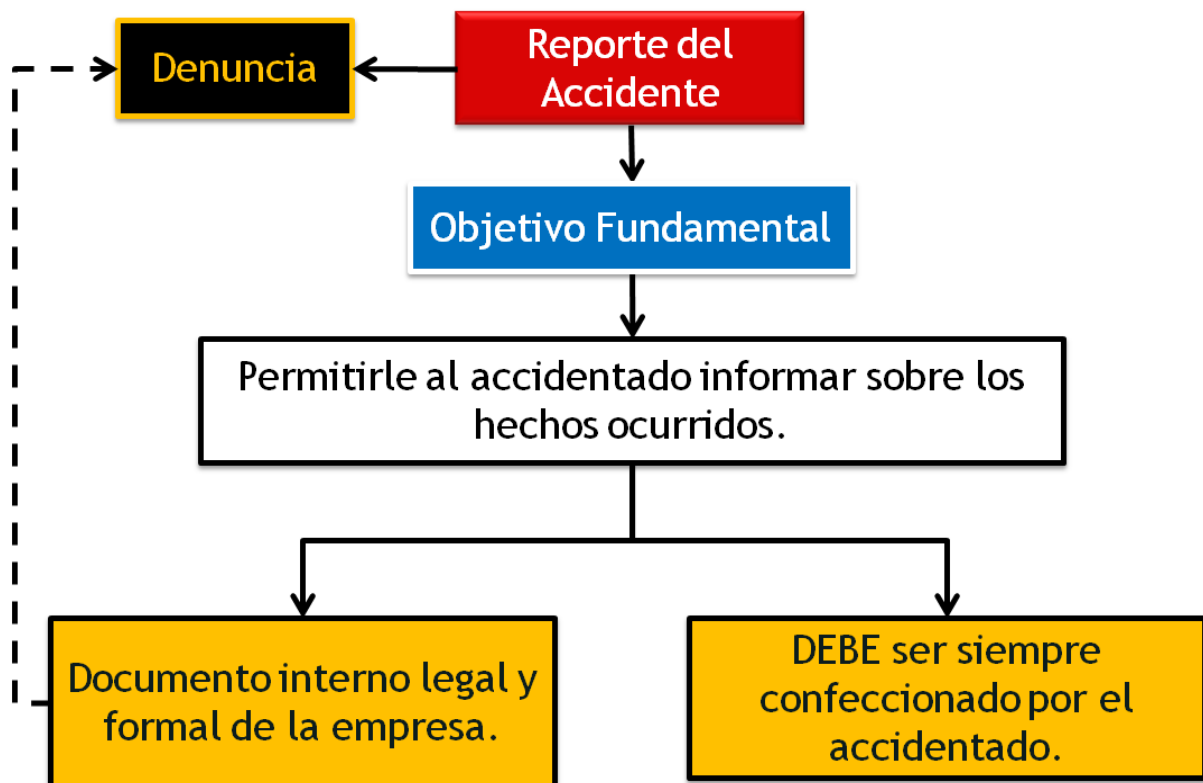 Denuncia
Reporte del
Accidente
Objetivo Fundamental
Permitirle al accidentado informar sobre los
hechos ocurridos.
Documento interno legal y
formal de la empresa.
DEBE ser siempre
confeccionado por el
accidentado.